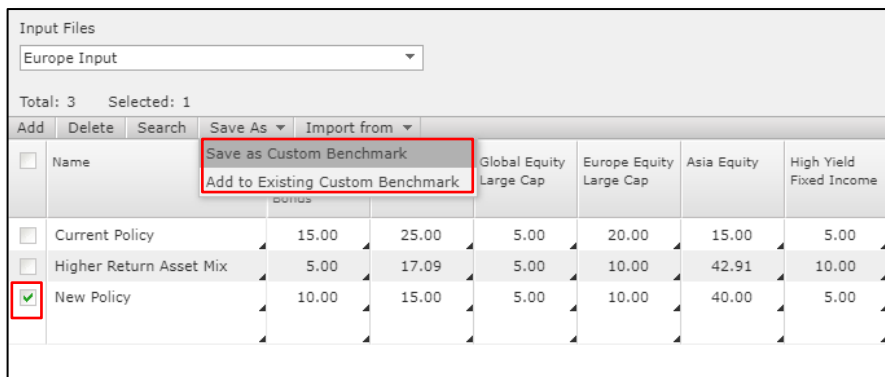 Input Files
Europe Input
Total: 3 Selected: 1
Add Delete Search Save As Import from
Save as Custom Benchmark
Add to Existing Custom Benchmark
Name Global Equity Large Cap Europe Equity Large Cap Asia Equity High Yield Fixed Income
Current Policy 15.00 25.00 5.00 20.00 15.00 5.00
Higher Return Asset Mix 5.00 17.09 5.00 10.00 42.91 10.00
New Policy 10.00 15.00 5.00 10.00 40.00 5.00